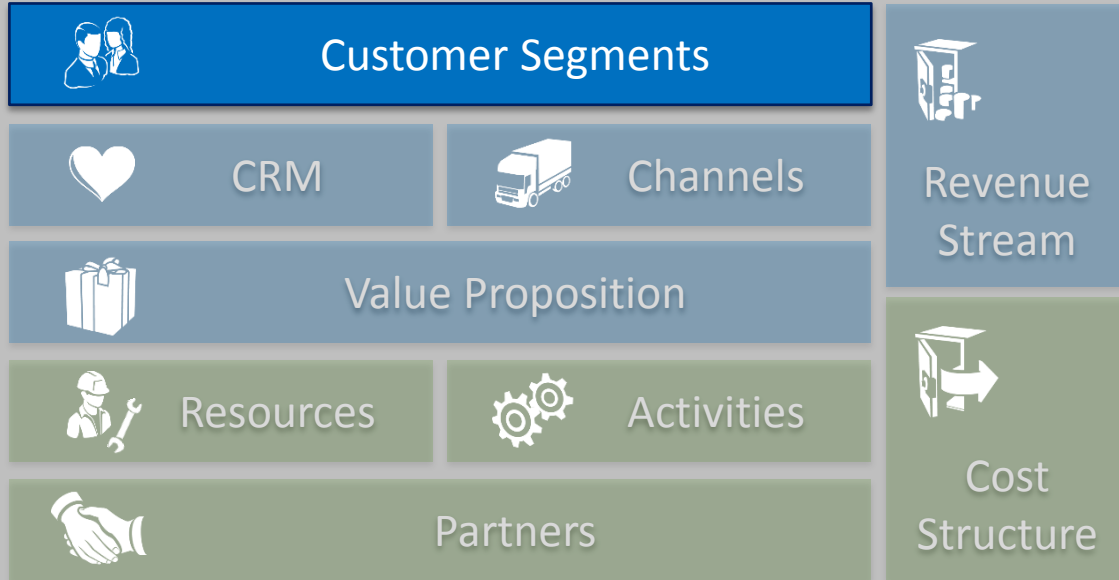 Customer Segments
CRM
Channels
Revenue
Stream
Value Proposition
Resources
Activities
Cost
Structure
Partners